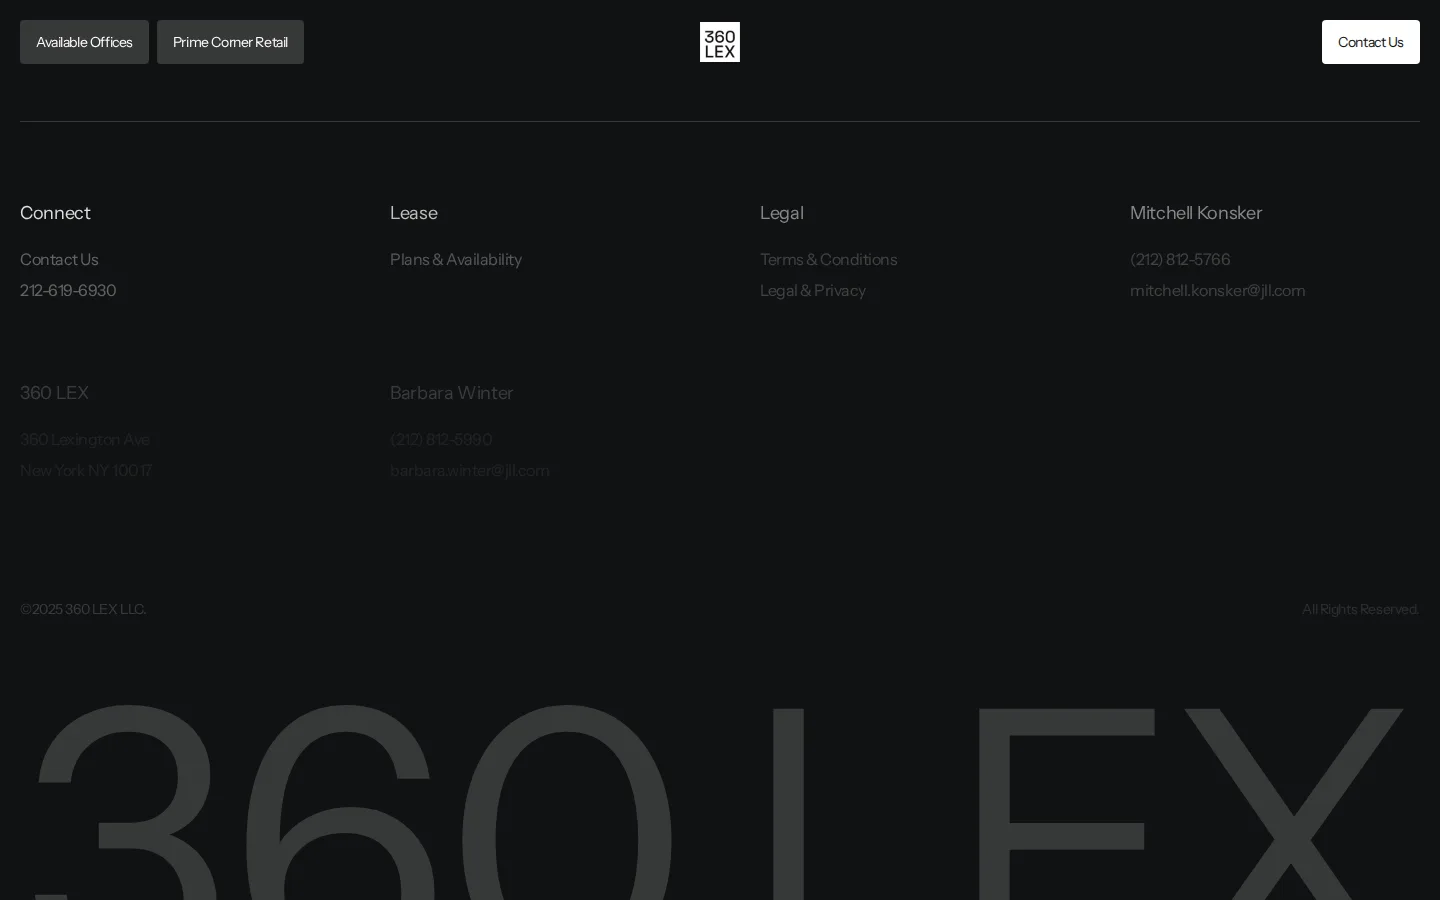 Available Offices
Prime Corner Retail
360
LEX
Contact Us
Connect
Contact Us
212-619-6930
Lease
Plans & Availability
Legal
Terms & Conditions
Legal & Privacy
Mitchell Konsker
(212) 812-5766
mitchell.konsker@jll.com
360 LEX
360 Lexington Ave
New York NY 10017
Barbara Winter
(212) 812-5990
barbara.winter@jll.com
©2025 360 LEX LLC.
All Rights Reserved.
360 LEX